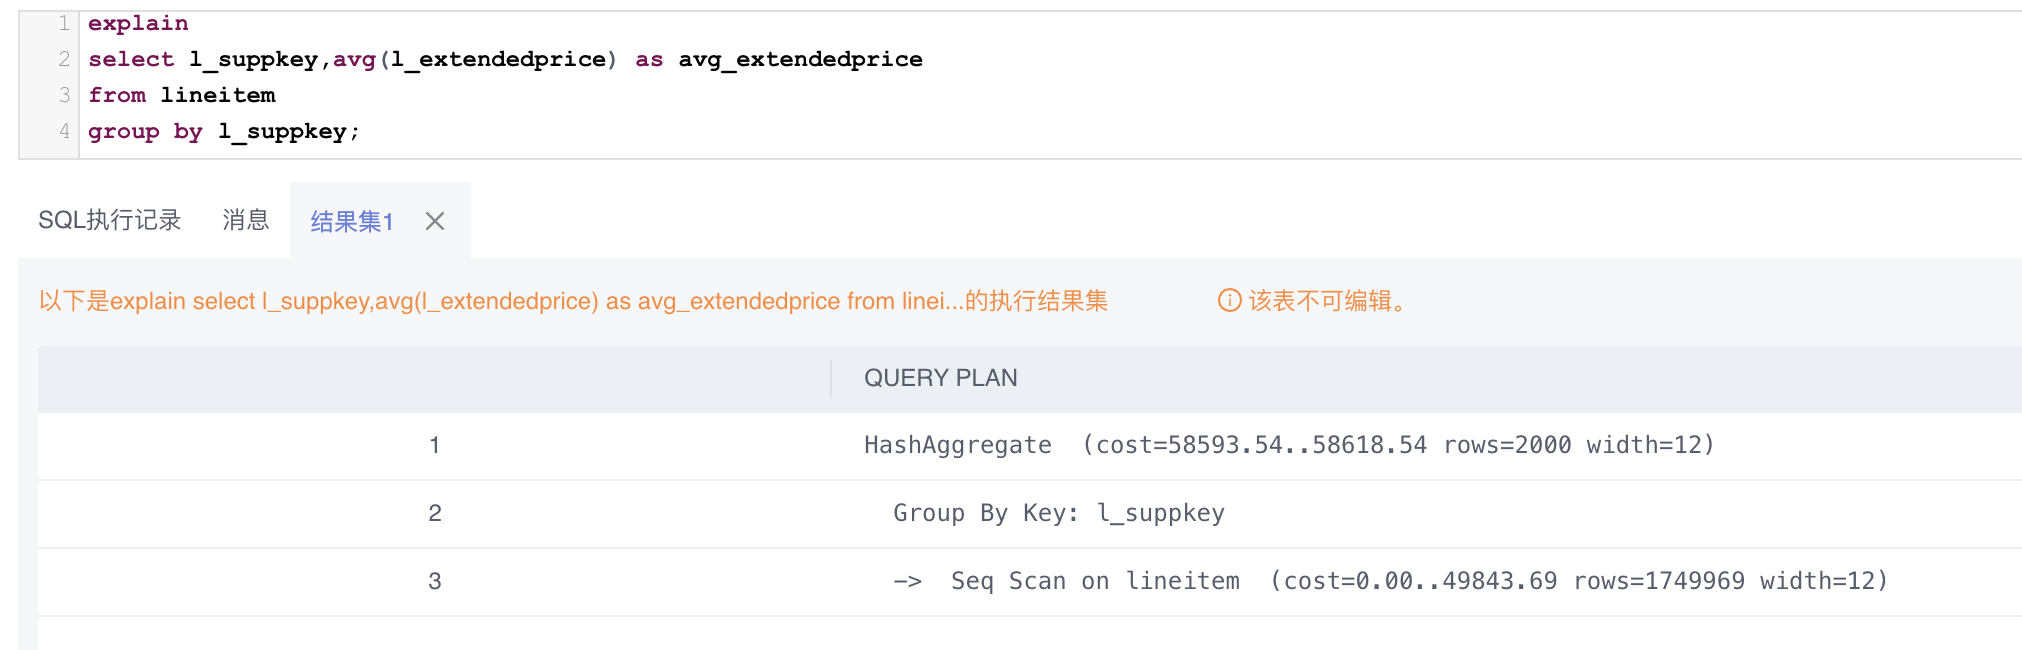 1 explain
2 select l_suppkey,avg(l_extendedprice) as avg_extendedprice
3 from lineitem
4 group by l_suppkey;
SQL执行记录 消息 结果集1
以下是explain select l_suppkey,avg(l_extendedprice) as avg_extendedprice from linei...的执行结果集 该表不可编辑。
QUERY PLAN
1 HashAggregate (cost=58593.54..58618.54 rows=2000 width=12)
2 Group By Key: l_suppkey
3 -> Seq Scan on lineitem (cost=0.00..49843.69 rows=1749969 width=12)